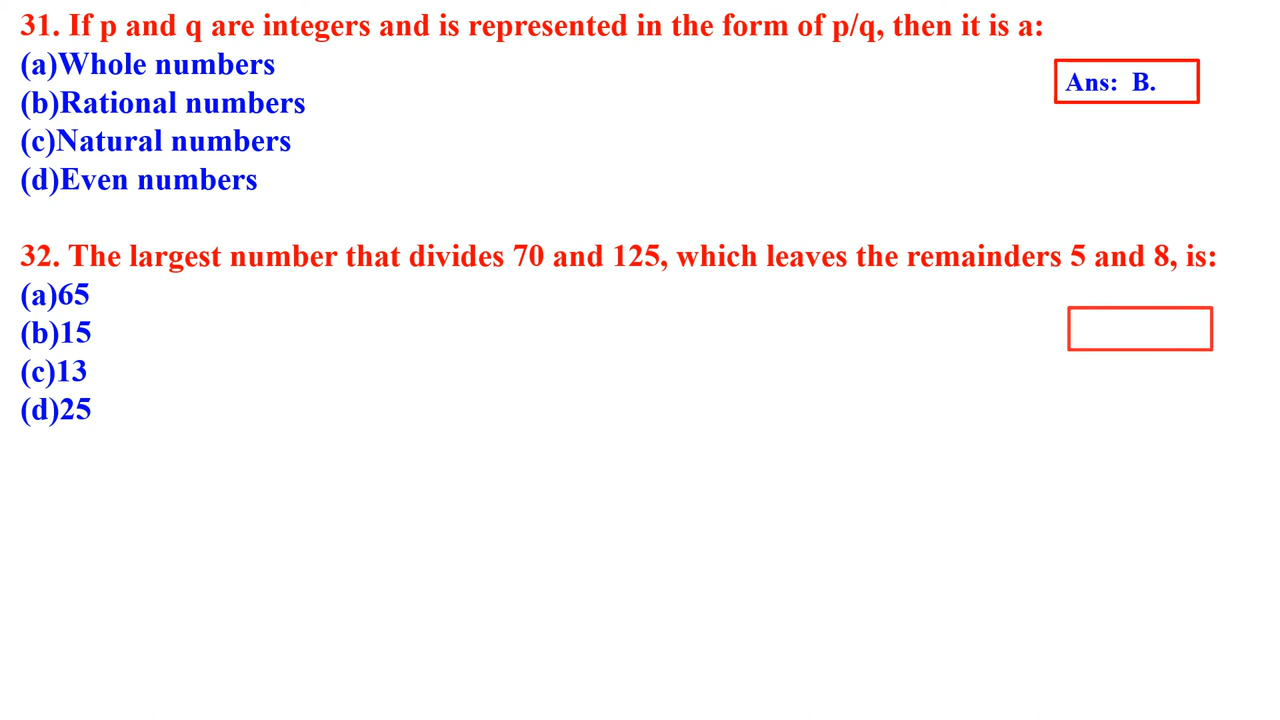 31. If p and q are integers and is represented in the form of p/q, then it is a:
(a)Whole numbers
Ans: B.
(b)Rational numbers
(c)Natural numbers
(d)Even numbers
32. The largest number that divides 70 and 125, which leaves the remainders 5 and 8, is:
(a)65
(b)15
(c)13
(d)25